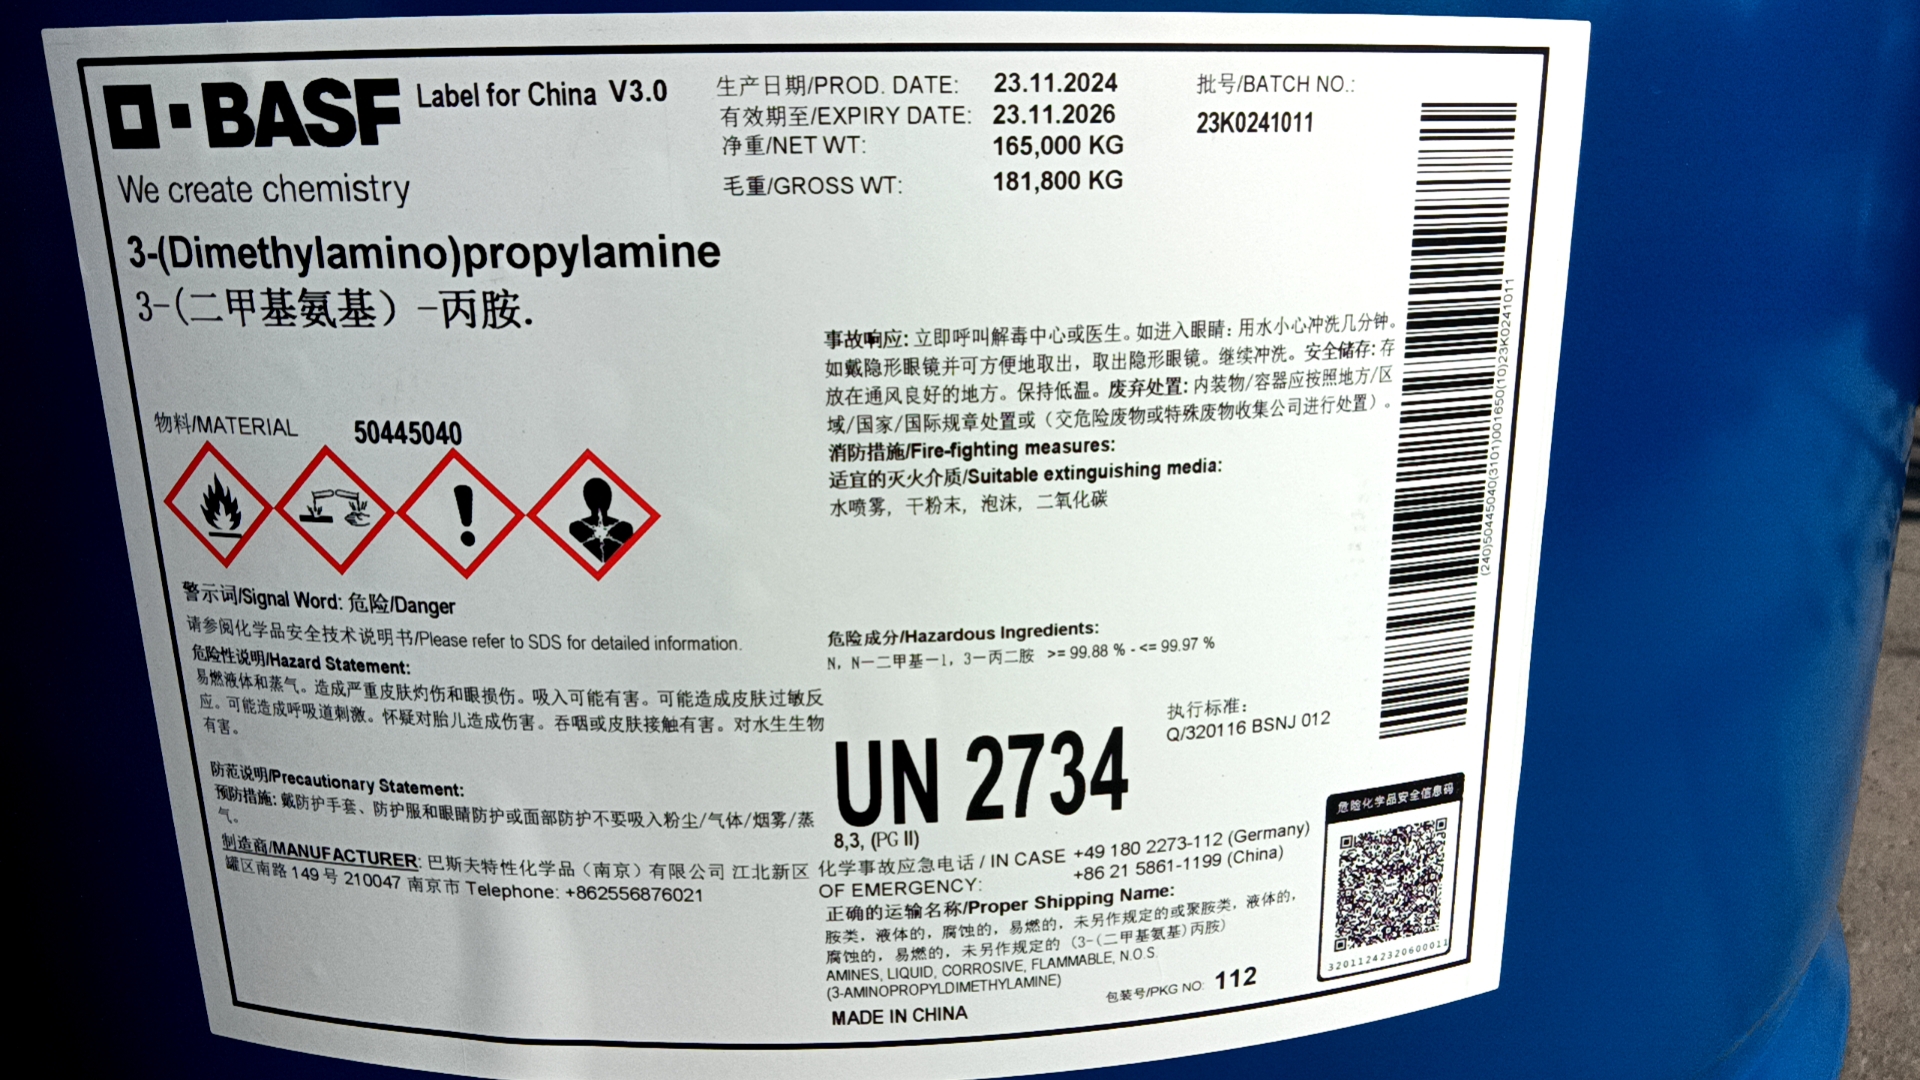 BASF
We create chemistry
Label for China V3.0
生产日期/PROD. DATE: 23.11.2024
有效期至/EXPIRY DATE: 23.11.2026
净重/NET WT: 165,000 KG
毛重/GROSS WT: 181,800 KG
批号/BATCH NO.:
23K0241011
3-(Dimethylamino)propylamine
3-(二甲基氨基）-丙胺.
物料/MATERIAL 50445040
警示词/Signal Word: 危险/Danger
请参阅化学品安全技术说明书/Please refer to SDS for detailed information.
危险性说明/Hazard Statement:
易燃液体和蒸气。造成严重皮肤灼伤和眼损伤。吸入可能有害。可能造成皮肤过敏反
应。可能造成呼吸道刺激。怀疑对胎儿造成伤害。吞咽或皮肤接触有害。对水生生物
有害。
防范说明/Precautionary Statement:
预防措施: 戴防护手套、防护服和眼睛防护或面部防护不要吸入粉尘/气体/烟雾/蒸
气。
制造商/MANUFACTURER: 巴斯夫特性化学品（南京）有限公司 江北新区
罐区南路 149 号 210047 南京市 Telephone: +862556876021
事故响应: 立即呼叫解毒中心或医生。如进入眼睛: 用水小心冲洗几分钟。
如戴隐形眼镜并可方便地取出，取出隐形眼镜。继续冲洗。安全储存: 存
放在通风良好的地方。保持低温。废弃处置: 内装物/容器应按照地方/区
域/国家/国际规章处置或（交危险废物或特殊废物收集公司进行处置）。
消防措施/Fire-fighting measures:
适宜的灭火介质/Suitable extinguishing media:
水喷雾，干粉末，泡沫，二氧化碳
危险成分/Hazardous Ingredients:
N，N一二甲基一1，3一丙二胺 >= 99.88 % - <= 99.97 %
执行标准:
Q/320116 BSNJ 012
UN 2734
8,3, (PG II)
化学事故应急电话 / IN CASE OF EMERGENCY: +49 180 2273-112 (Germany)
+86 21 5861-1199 (China)
正确的运输名称/Proper Shipping Name:
胺类，液体的，腐蚀的，易燃的，未另作规定的或聚胺类，液体的，
腐蚀的，易燃的，未另作规定的（3-(二甲基氨基)丙胺）
AMINES, LIQUID, CORROSIVE, FLAMMABLE, N.O.S.
(3-AMINOPROPYLDIMETHYLAMINE)
包装号/PKG NO: 112
MADE IN CHINA
(240)50445040(3101)001650(10)23K0241011
危险化学品安全信息码
32011242320600011